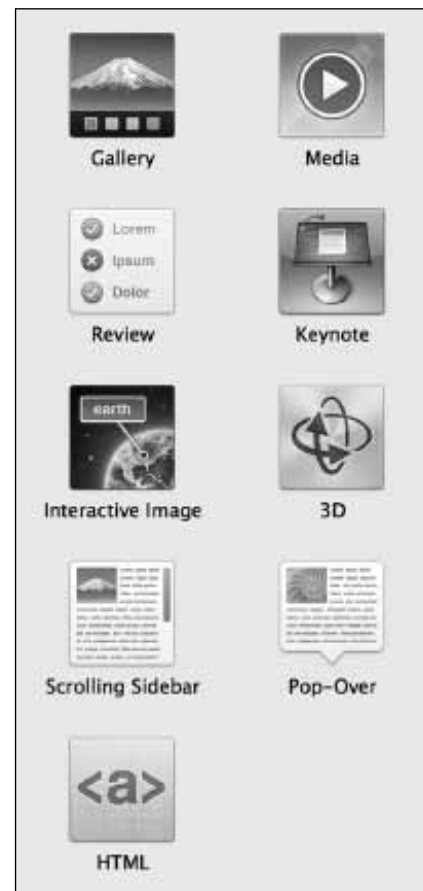 Gallery
Media
Lorem
Ipsum
Dolor
Review
Keynote
earth
Interactive Image
3D
Scrolling Sidebar
Pop-Over
<a>
HTML